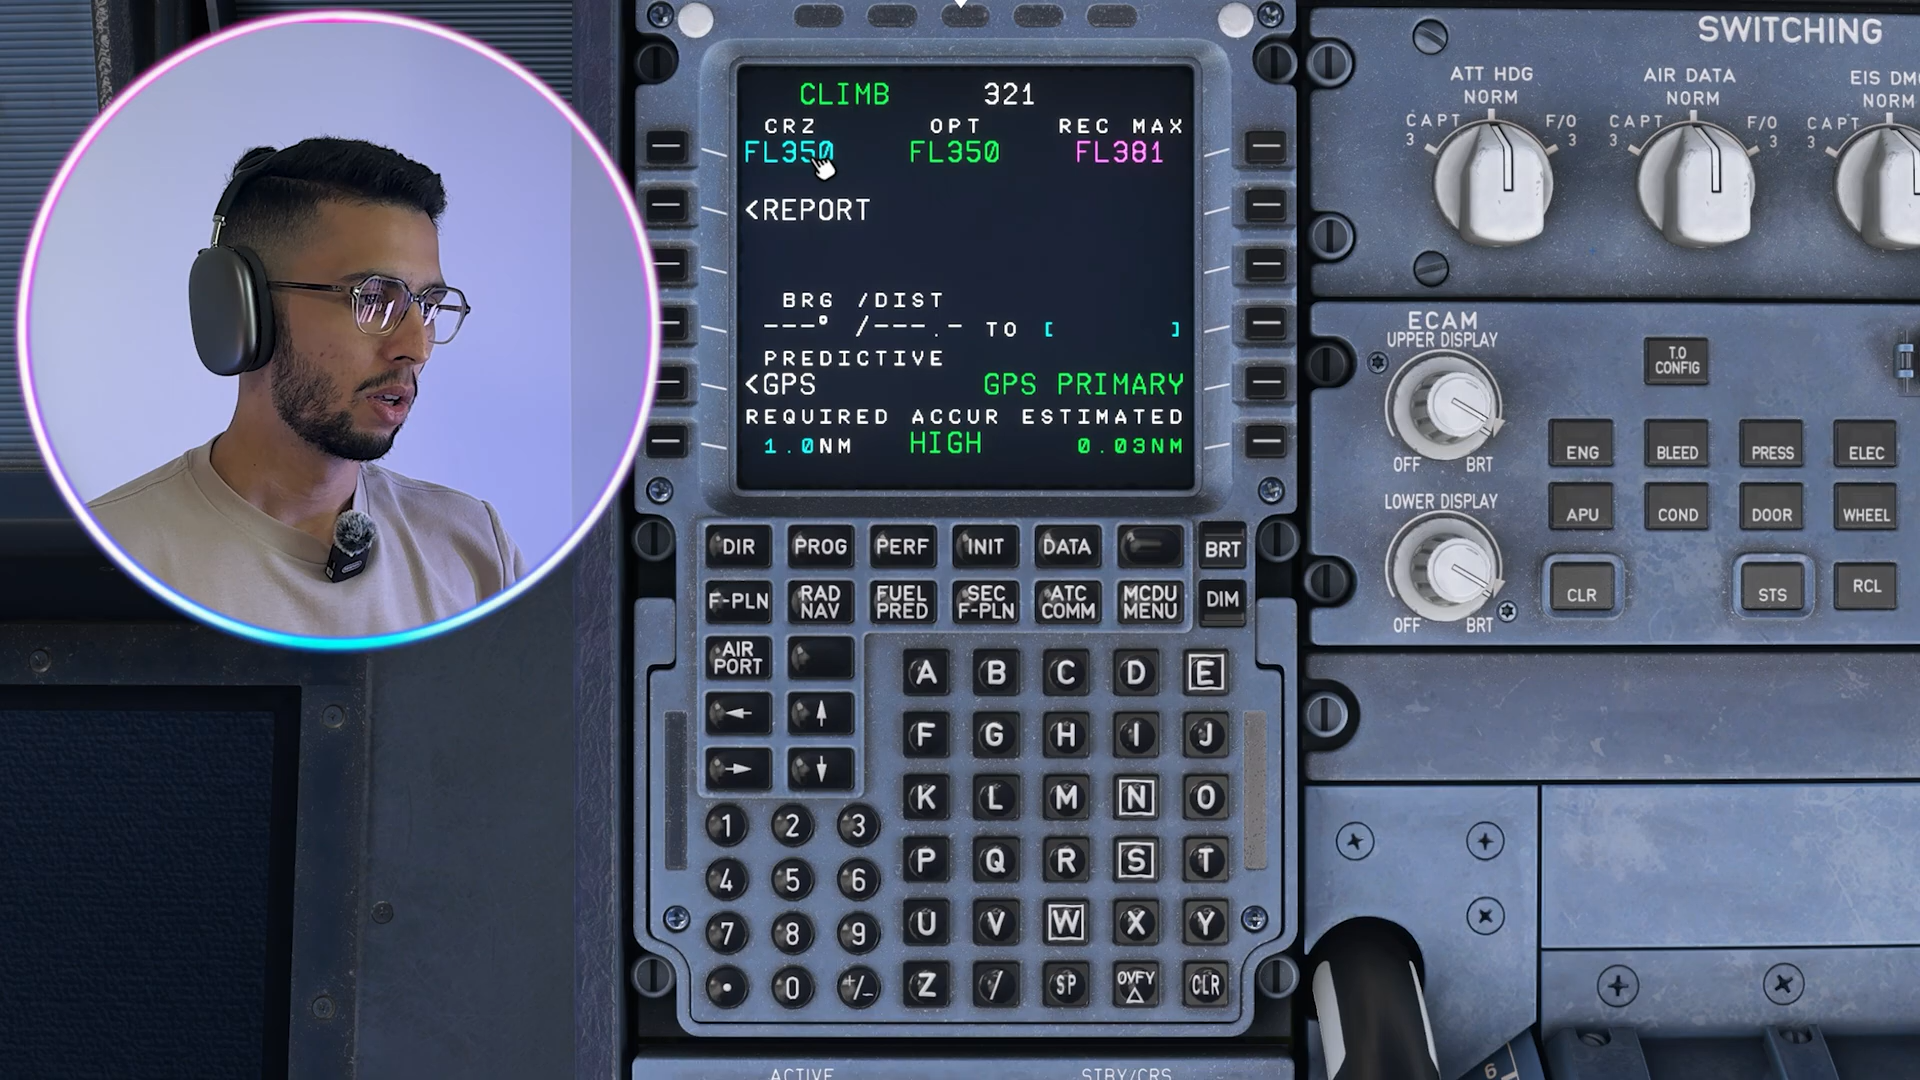 CLIMB 321
CRZ OPT REC MAX
FL350 FL350 FL381
<REPORT
BRG /DIST
---° /---.- TO [ ]
PREDICTIVE
<GPS GPS PRIMARY
REQUIRED ACCUR ESTIMATED
1.0NM HIGH 0.03NM
DIR PROG PERF INIT DATA BRT
F-PLN RAD NAV FUEL PRED SEC F-PLN ATC COMM MCDU MENU DIM
AIR PORT
A B C D E
F G H I J
K L M N O
P Q R S T
U V W X Y
Z / SP OVFY CLR
1 2 3
4 5 6
7 8 9
. 0 +/-
ACTIVE STBY/CRS
SWITCHING
ATT HDG AIR DATA EIS DMC
NORM NORM NORM
CAPT 3 F/O 3 CAPT 3 F/O 3 CAPT 3
ECAM
UPPER DISPLAY
OFF BRT
LOWER DISPLAY
OFF BRT
T.O CONFIG
ENG BLEED PRESS ELEC
APU COND DOOR WHEEL
CLR STS RCL
6